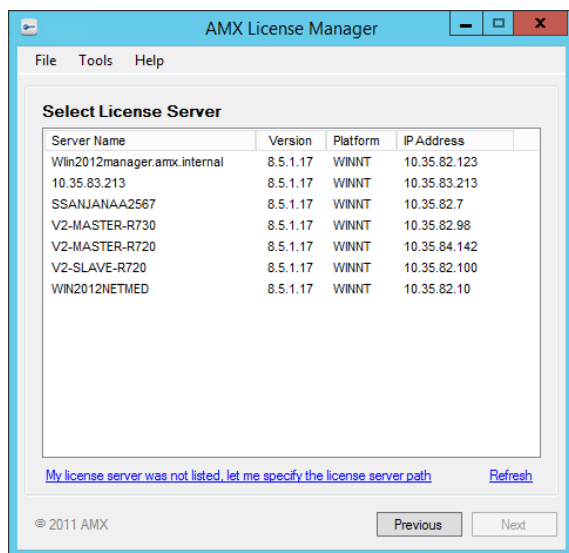 AMX License Manager
File Tools Help
Select License Server
Server Name Version Platform IP Address
Wlin2012manager.amx.internal 8.5.1.17 WINNT 10.35.82.123
10.35.83.213 8.5.1.17 WINNT 10.35.83.213
SSANJANAA2567 8.5.1.17 WINNT 10.35.82.7
V2-MASTER-R730 8.5.1.17 WINNT 10.35.82.98
V2-MASTER-R720 8.5.1.17 WINNT 10.35.84.142
V2-SLAVE-R720 8.5.1.17 WINNT 10.35.82.100
WIN2012NETMED 8.5.1.17 WINNT 10.35.82.10
My license server was not listed, let me specify the license server path Refresh
© 2011 AMX Previous Next